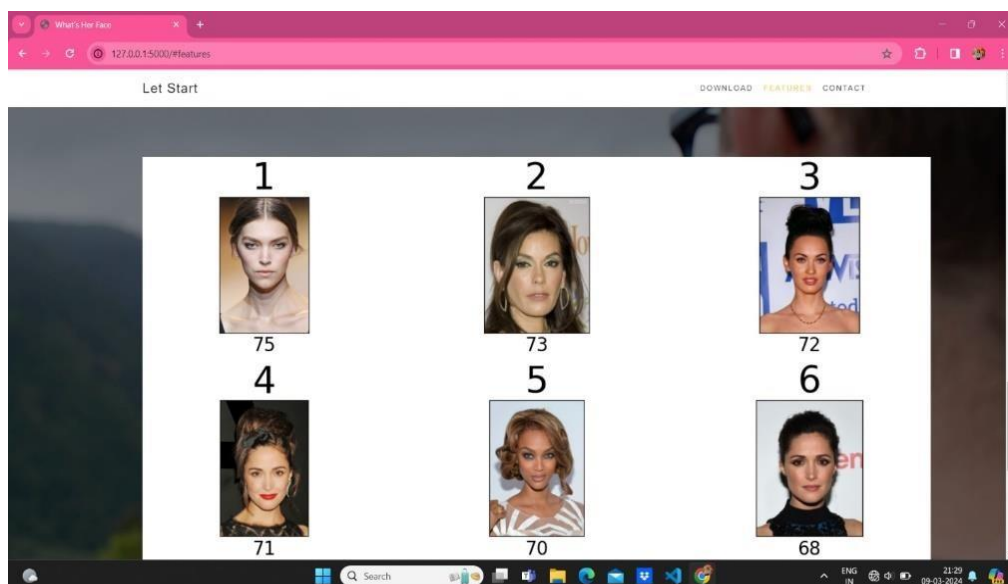 What's Her Face
127.0.0.1:5000/#features
Let Start
DOWNLOAD FEATURES CONTACT
1 2 3
75 73 72
4 5 6
71 70 68
Search
ENG
IN
21:29
09-03-2024